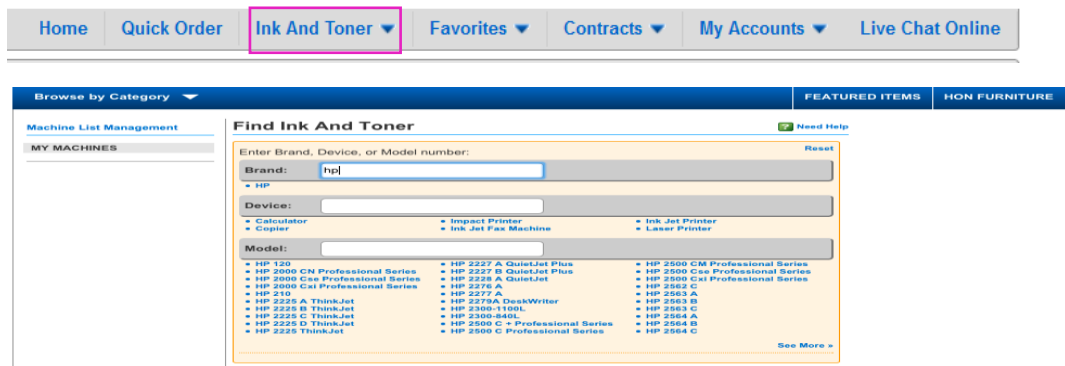 Home Quick Order Ink And Toner Favorites Contracts My Accounts Live Chat Online
Browse by Category FEATURED ITEMS HON FURNITURE
Machine List Management
MY MACHINES
Find Ink And Toner
Need Help
Enter Brand, Device, or Model number:
Reset
Brand: hp
• HP
Device:
• Calculator • Impact Printer • Ink Jet Printer
• Copier • Ink Jet Fax Machine • Laser Printer
Model:
• HP 120 • HP 2227 A QuietJet Plus • HP 2500 CM Professional Series
• HP 2000 CN Professional Series • HP 2227 B QuietJet Plus • HP 2500 Cse Professional Series
• HP 2000 Cse Professional Series • HP 2228 A QuietJet • HP 2500 Cxi Professional Series
• HP 2000 Cxi Professional Series • HP 2276 A • HP 2562 C
• HP 210 • HP 2277 A • HP 2563 A
• HP 2225 A ThinkJet • HP 2279A DeskWriter • HP 2563 B
• HP 2225 B ThinkJet • HP 2300-1100L • HP 2563 C
• HP 2225 C ThinkJet • HP 2300-840L • HP 2564 A
• HP 2225 D ThinkJet • HP 2500 C + Professional Series • HP 2564 B
• HP 2225 ThinkJet • HP 2500 C Professional Series • HP 2564 C
See More »